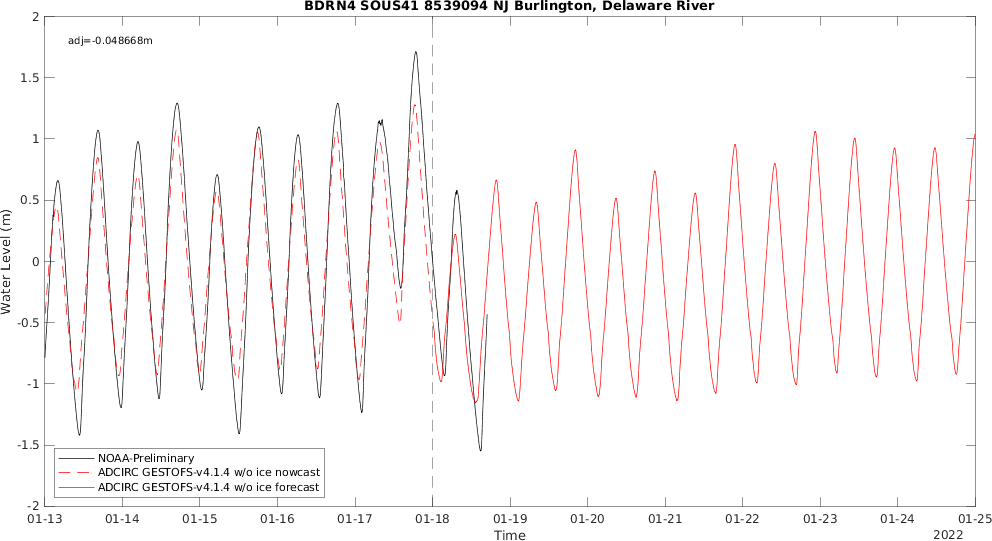 BDRN4 SOUS41 8539094 NJ Burlington, Delaware River
adj=-0.048668m
2
1.5
1
0.5
0
-0.5
-1
-1.5
-2
Water Level (m)
NOAA-Preliminary
ADCIRC GESTOFS-v4.1.4 w/o ice nowcast
ADCIRC GESTOFS-v4.1.4 w/o ice forecast
01-13 01-14 01-15 01-16 01-17 01-18 01-19 01-20 01-21 01-22 01-23 01-24 01-25
Time
2022